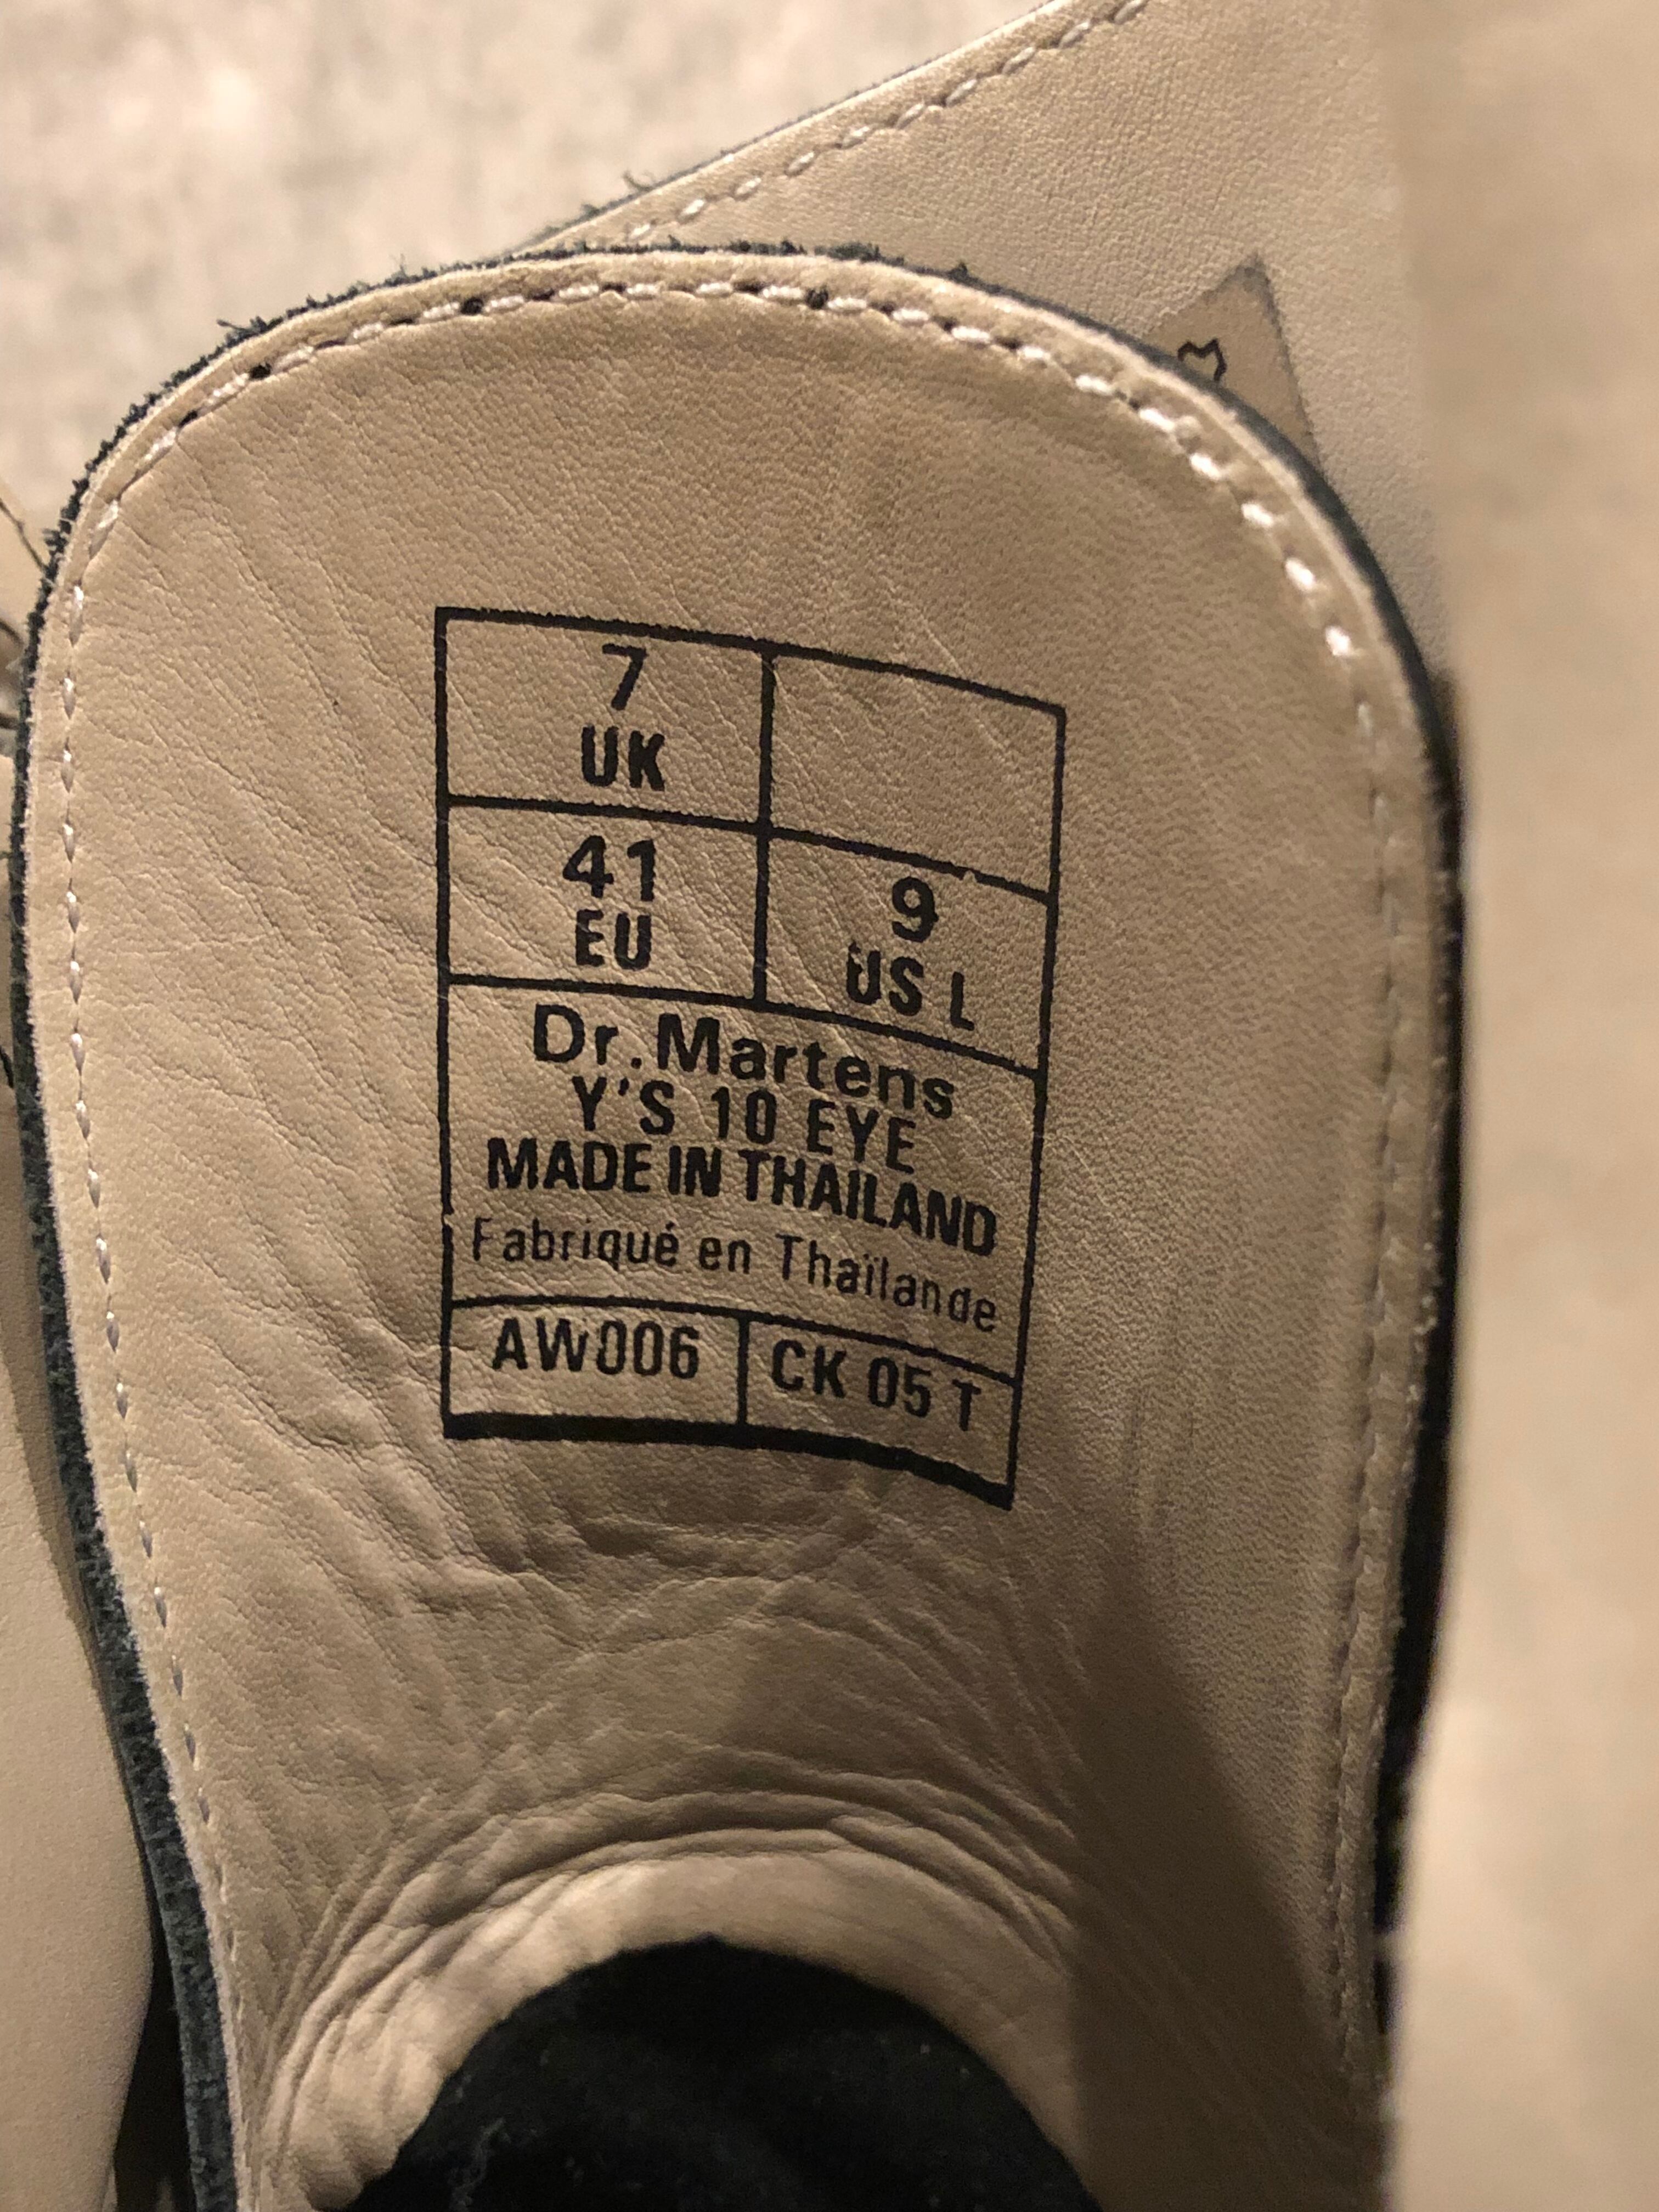 7
UK
41
EU
9
US L
Dr.Martens
Y'S 10 EYE
MADE IN THAILAND
Fabriqué en Thaïlande
AW006
CK 05 T